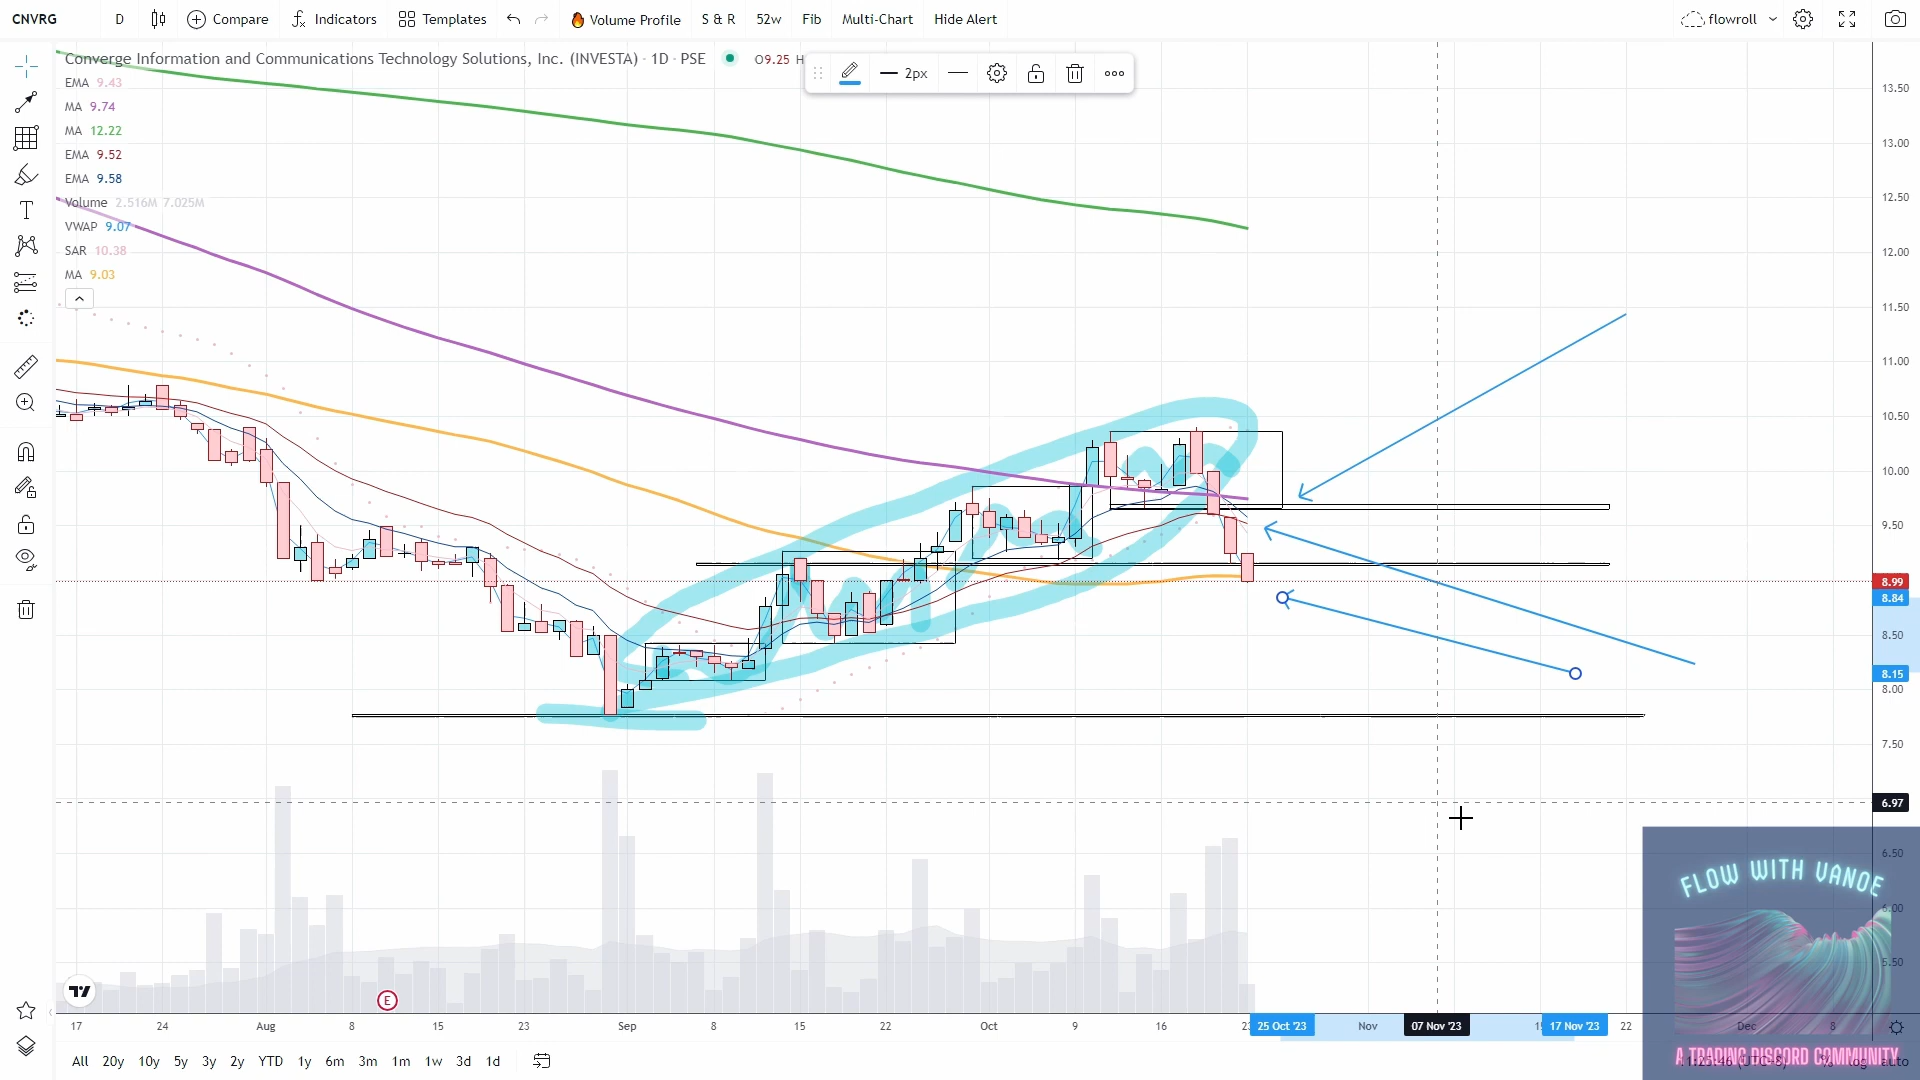 CNVRG D Compare Indicators Templates Volume Profile S & R 52w Fib Multi-Chart Hide Alert flowroll
Converge Information and Communications Technology Solutions, Inc. (INVESTA) · 1D · PSE O9.25 H
2px
EMA 9.43
MA 9.74
MA 12.22
EMA 9.52
EMA 9.58
Volume 2.516M 7.025M
VWAP 9.07
SAR 10.38
MA 9.03
13.50
13.00
12.50
12.00
11.50
11.00
10.50
10.00
9.50
8.99
8.84
8.50
8.15
8.00
7.50
6.97
6.50
6.00
5.50
FLOW WITH VANOE
A TRADING DISCORD COMMUNITY
E
17 24 Aug 8 15 23 Sep 8 15 22 Oct 9 16 23 25 Oct '23 Nov 07 Nov '23 17 Nov '23 22 Dec 8
All 20y 10y 5y 3y 2y YTD 1y 6m 3m 1m 1w 3d 1d % log auto